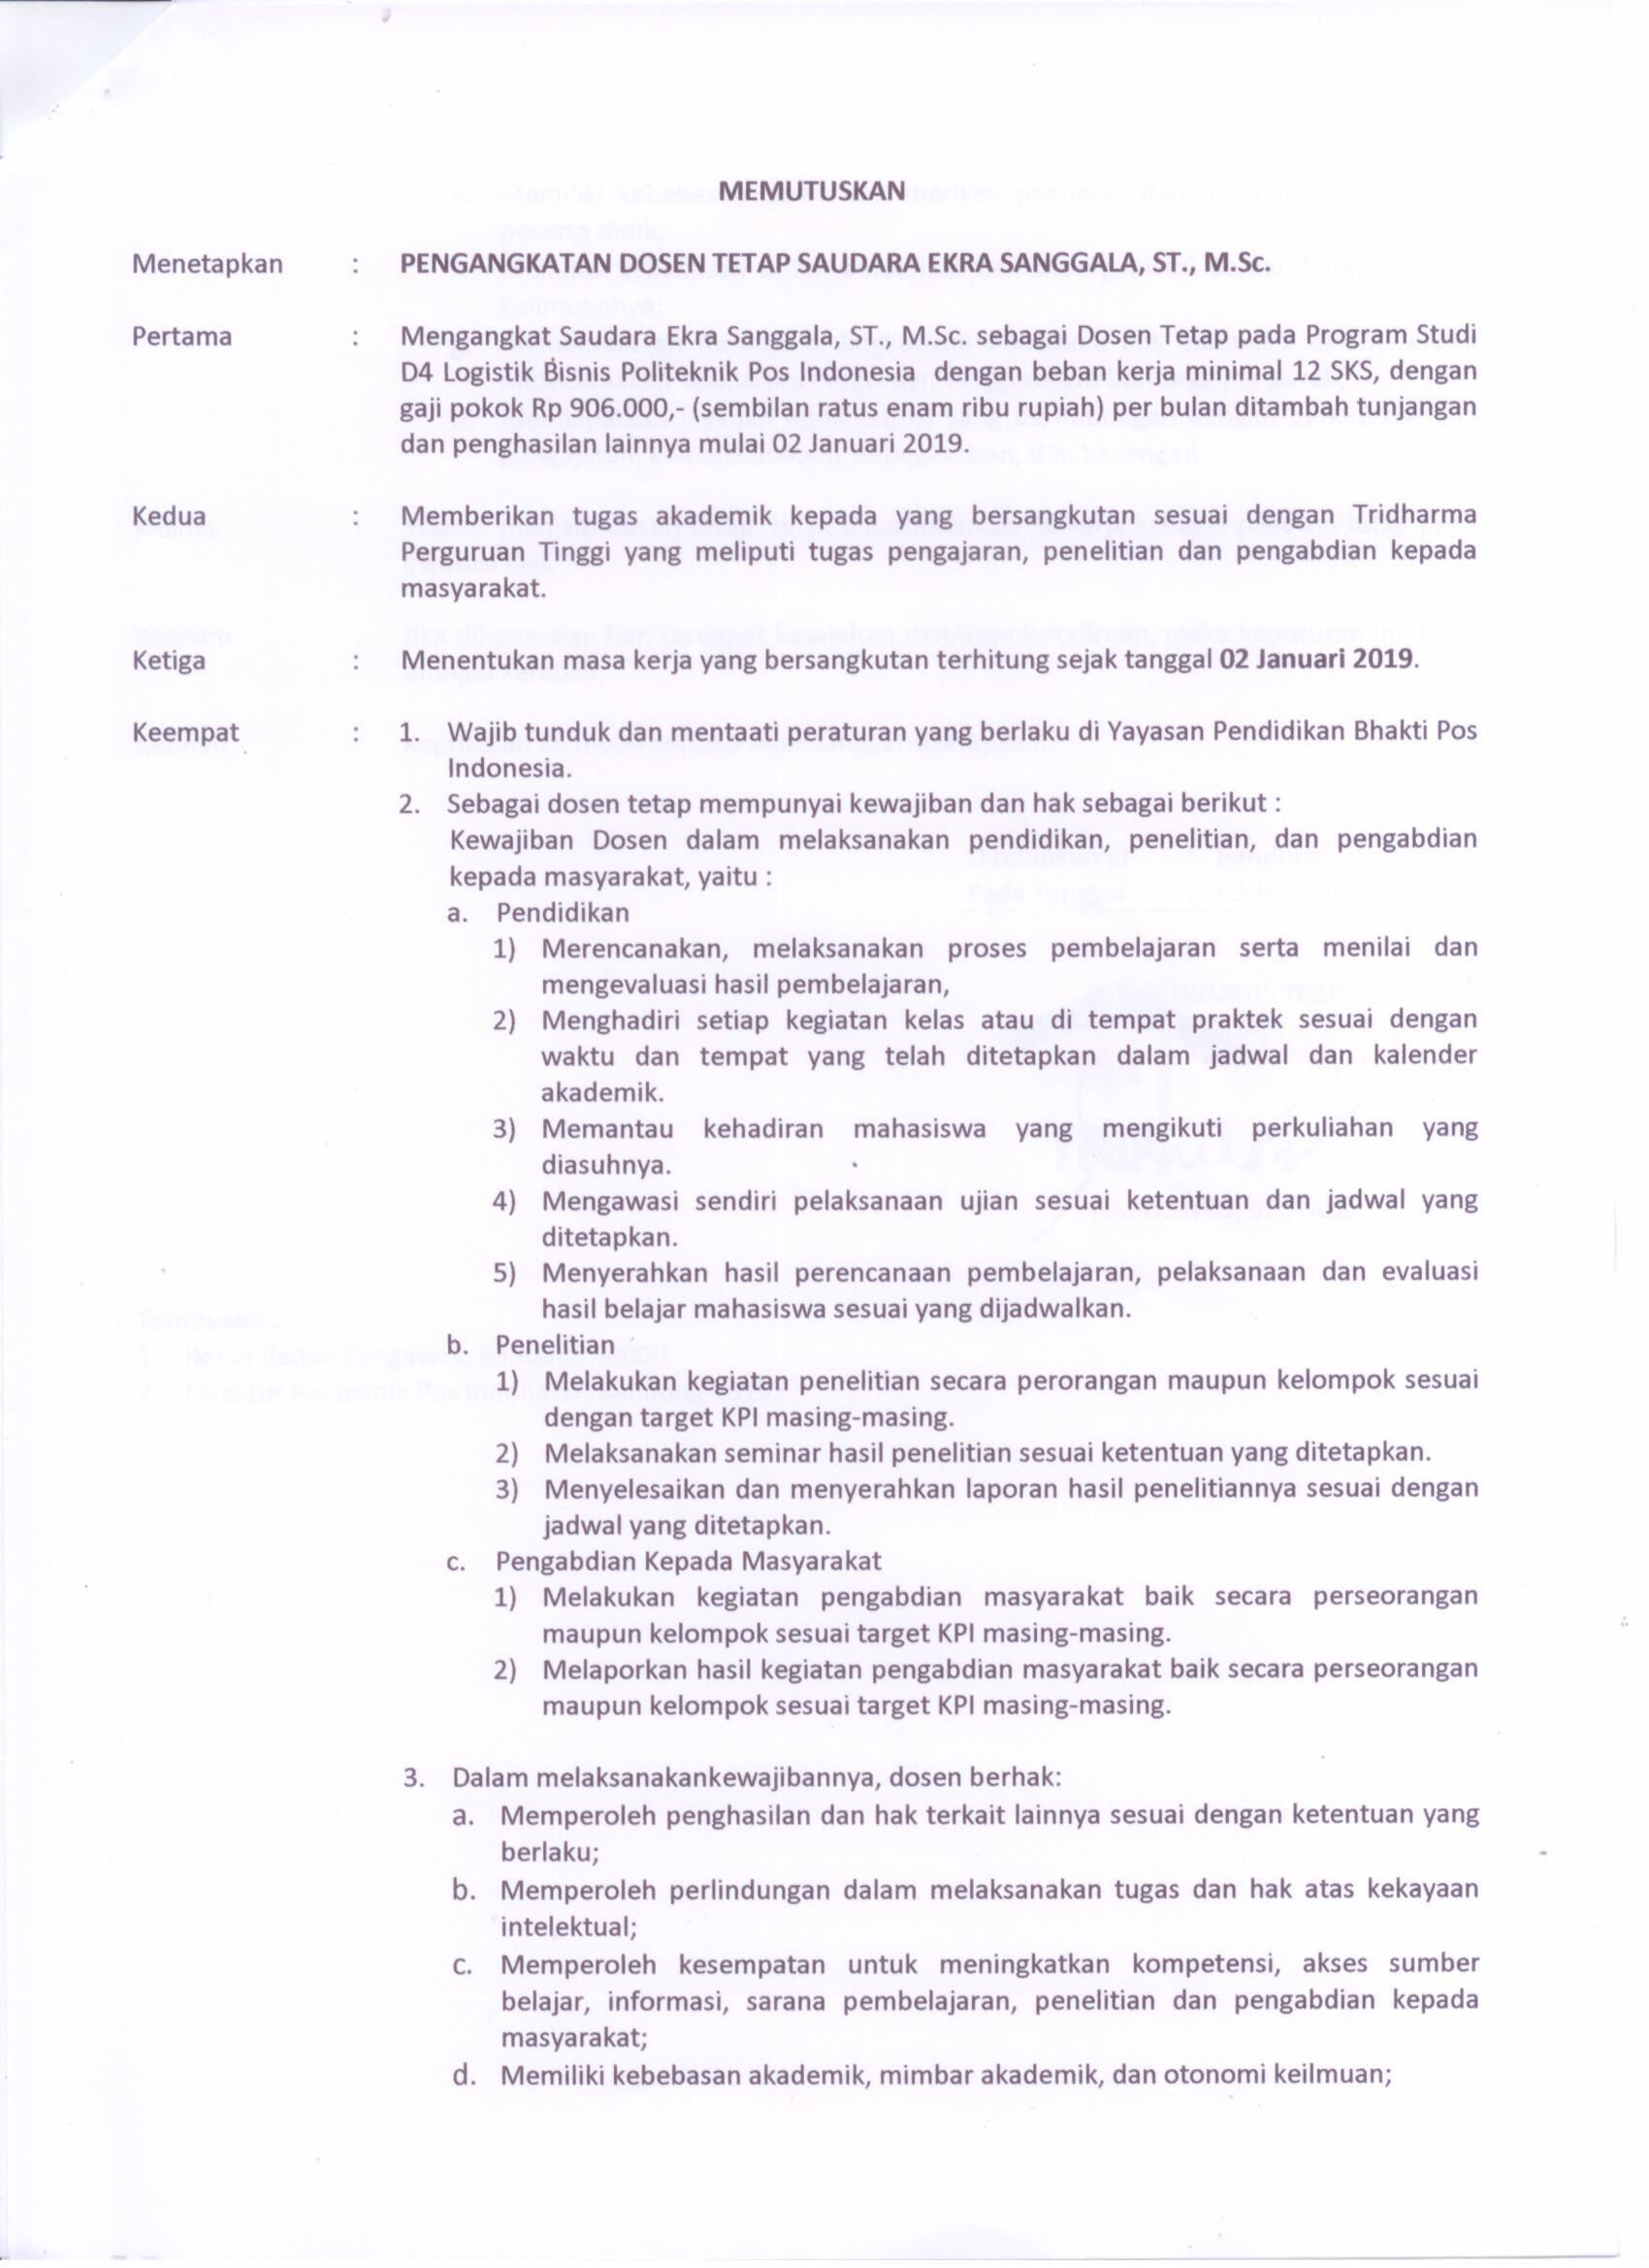 MEMUTUSKAN
Menetapkan : PENGANGKATAN DOSEN TETAP SAUDARA EKRA SANGGALA, ST., M.Sc.
Pertama : Mengangkat Saudara Ekra Sanggala, ST., M.Sc. sebagai Dosen Tetap pada Program Studi
D4 Logistik Bisnis Politeknik Pos Indonesia dengan beban kerja minimal 12 SKS, dengan
gaji pokok Rp 906.000,- (sembilan ratus enam ribu rupiah) per bulan ditambah tunjangan
dan penghasilan lainnya mulai 02 Januari 2019.
Kedua : Memberikan tugas akademik kepada yang bersangkutan sesuai dengan Tridharma
Perguruan Tinggi yang meliputi tugas pengajaran, penelitian dan pengabdian kepada
masyarakat.
Ketiga : Menentukan masa kerja yang bersangkutan terhitung sejak tanggal 02 Januari 2019.
Keempat : 1. Wajib tunduk dan mentaati peraturan yang berlaku di Yayasan Pendidikan Bhakti Pos
Indonesia.
2. Sebagai dosen tetap mempunyai kewajiban dan hak sebagai berikut :
Kewajiban Dosen dalam melaksanakan pendidikan, penelitian, dan pengabdian
kepada masyarakat, yaitu :
a. Pendidikan
1) Merencanakan, melaksanakan proses pembelajaran serta menilai dan
mengevaluasi hasil pembelajaran,
2) Menghadiri setiap kegiatan kelas atau di tempat praktek sesuai dengan
waktu dan tempat yang telah ditetapkan dalam jadwal dan kalender
akademik.
3) Memantau kehadiran mahasiswa yang mengikuti perkuliahan yang
diasuhnya.
4) Mengawasi sendiri pelaksanaan ujian sesuai ketentuan dan jadwal yang
ditetapkan.
5) Menyerahkan hasil perencanaan pembelajaran, pelaksanaan dan evaluasi
hasil belajar mahasiswa sesuai yang dijadwalkan.
b. Penelitian
1) Melakukan kegiatan penelitian secara perorangan maupun kelompok sesuai
dengan target KPI masing-masing.
2) Melaksanakan seminar hasil penelitian sesuai ketentuan yang ditetapkan.
3) Menyelesaikan dan menyerahkan laporan hasil penelitiannya sesuai dengan
jadwal yang ditetapkan.
c. Pengabdian Kepada Masyarakat
1) Melakukan kegiatan pengabdian masyarakat baik secara perseorangan
maupun kelompok sesuai target KPI masing-masing.
2) Melaporkan hasil kegiatan pengabdian masyarakat baik secara perseorangan
maupun kelompok sesuai target KPI masing-masing.
3. Dalam melaksanakankewajibannya, dosen berhak:
a. Memperoleh penghasilan dan hak terkait lainnya sesuai dengan ketentuan yang
berlaku;
b. Memperoleh perlindungan dalam melaksanakan tugas dan hak atas kekayaan
intelektual;
c. Memperoleh kesempatan untuk meningkatkan kompetensi, akses sumber
belajar, informasi, sarana pembelajaran, penelitian dan pengabdian kepada
masyarakat;
d. Memiliki kebebasan akademik, mimbar akademik, dan otonomi keilmuan;